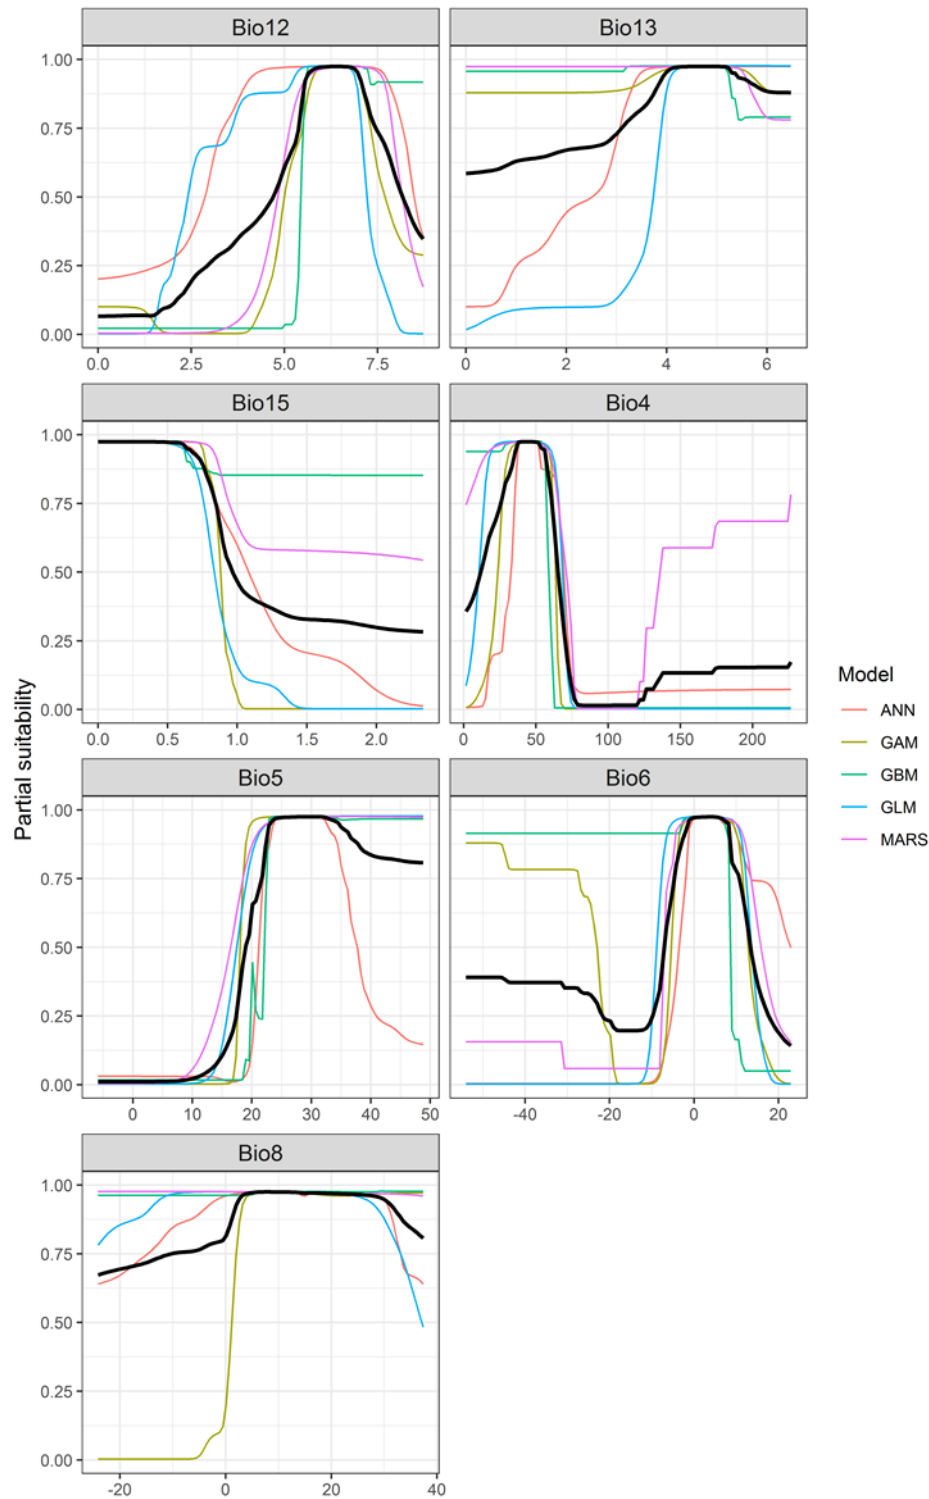 Bio12
Bio13
1.00
0.75
0.50
0.25
0.00
0.0 2.5 5.0 7.5
0 2 4 6
Bio15
Bio4
1.00
0.75
0.50
0.25
0.00
0.0 0.5 1.0 1.5 2.0
0 50 100 150 200
Bio5
Bio6
1.00
0.75
0.50
0.25
0.00
0 10 20 30 40 50
-40 -20 0 20
Bio8
1.00
0.75
0.50
0.25
0.00
-20 0 20 40
Partial suitability
Model
ANN
GAM
GBM
GLM
MARS